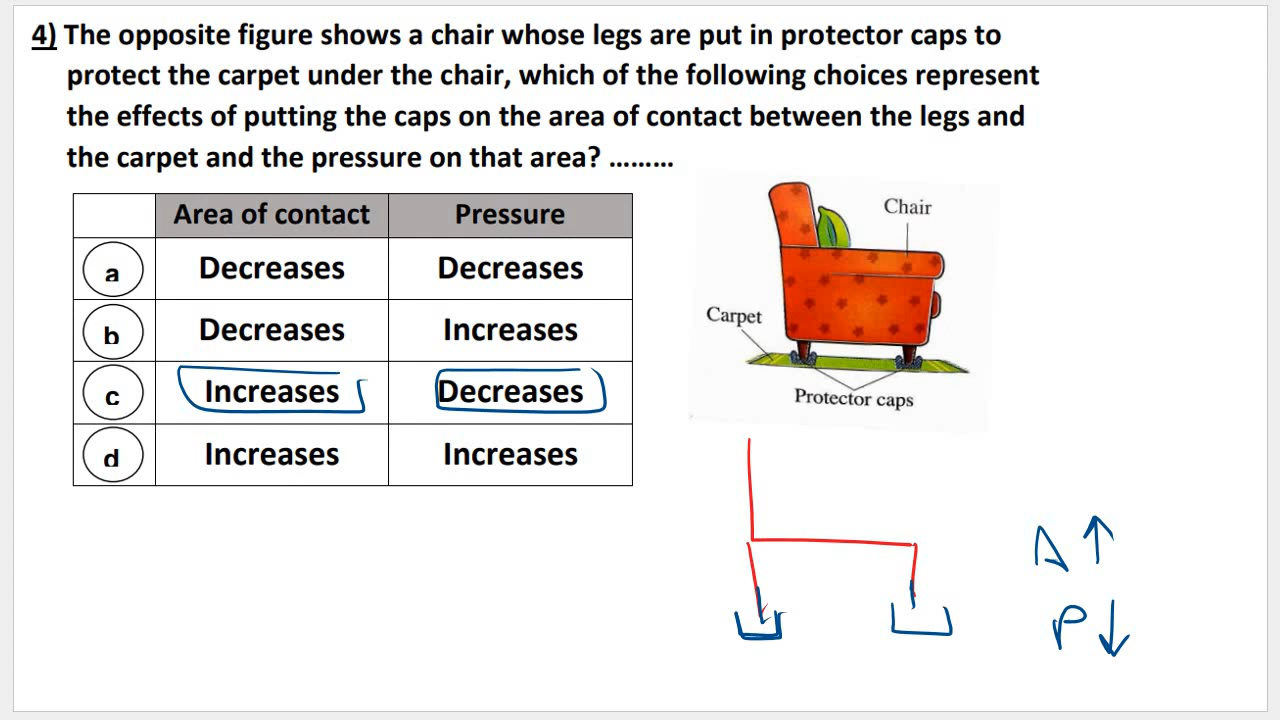 4) The opposite figure shows a chair whose legs are put in protector caps to
protect the carpet under the chair, which of the following choices represent
the effects of putting the caps on the area of contact between the legs and
the carpet and the pressure on that area? .........
Area of contact Pressure
a Decreases Decreases
b Decreases Increases
c Increases Decreases
d Increases Increases
Chair
Carpet
Protector caps
A ↑
P ↓